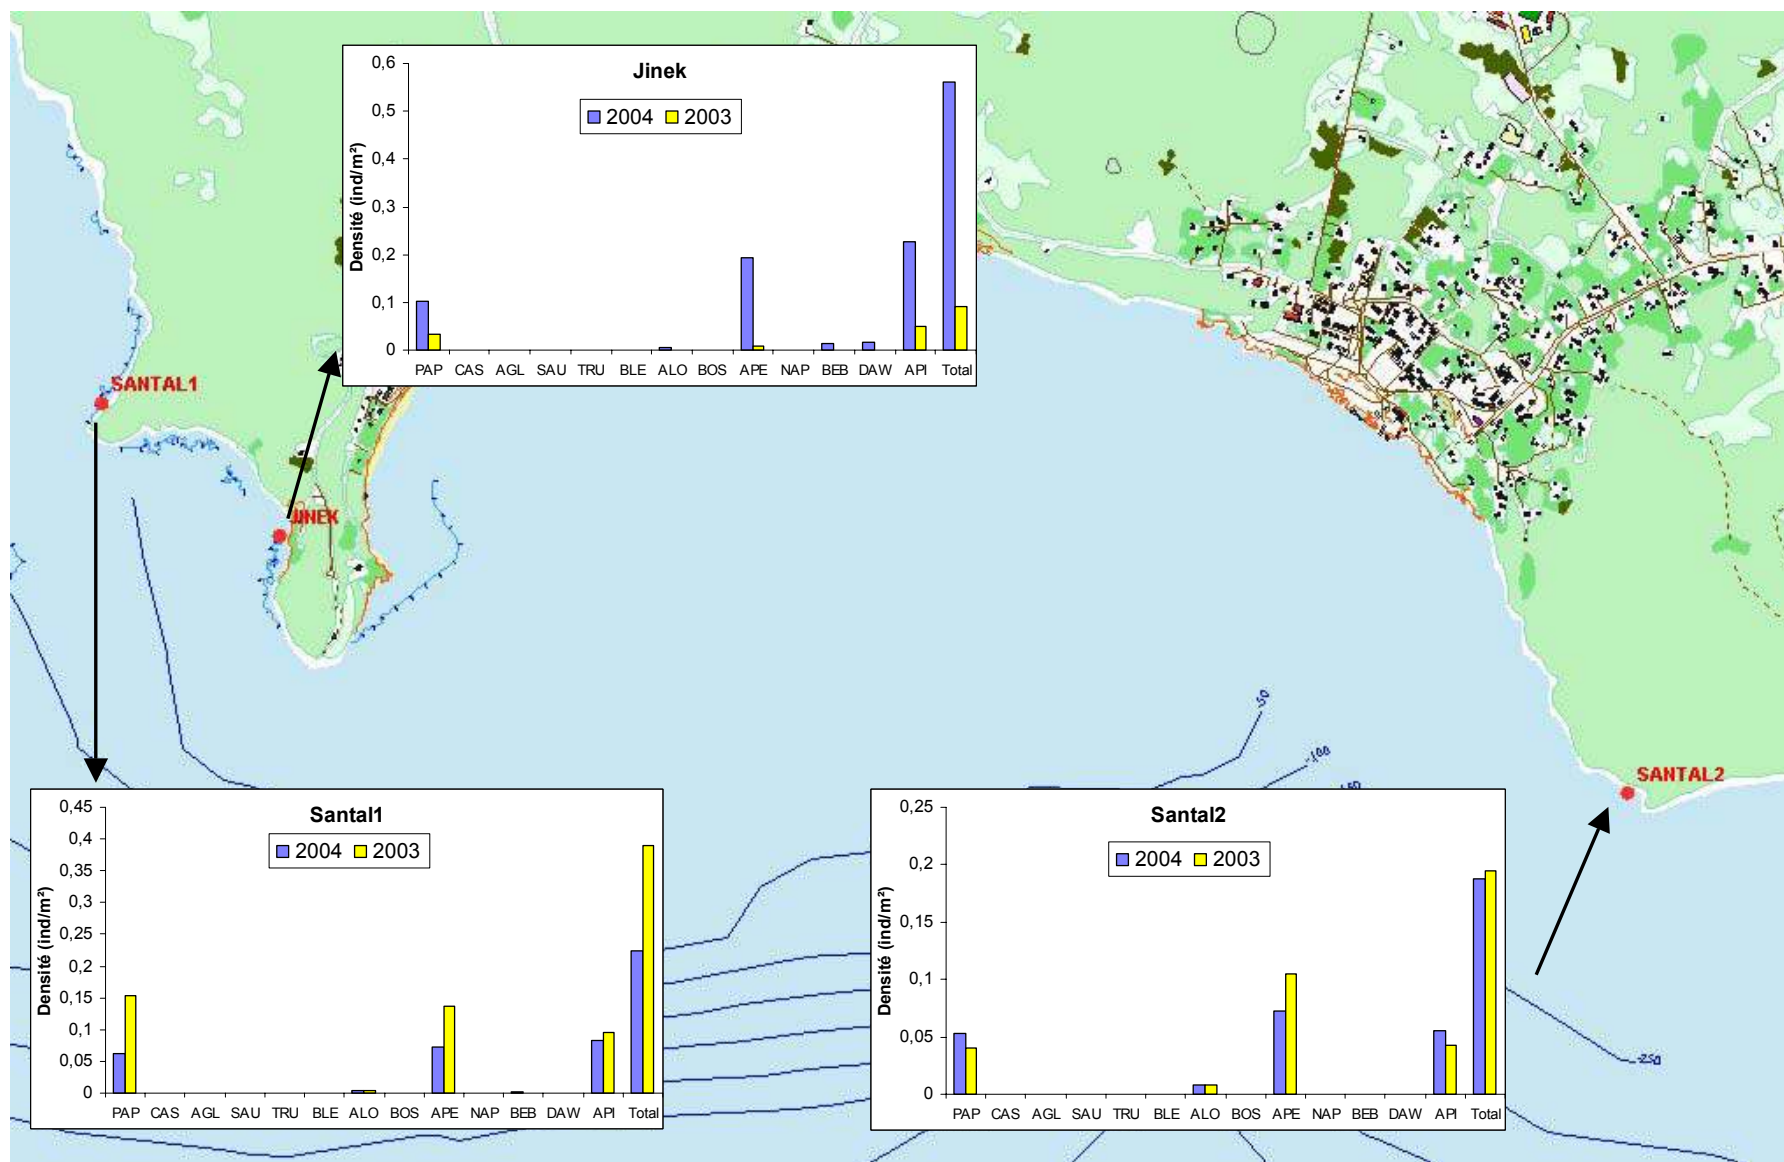 Jinek
2004 2003
Densité (ind/m²)
0,6
0,5
0,4
0,3
0,2
0,1
0
PAP CAS AGL SAU TRU BLE ALO BOS APE NAP BEB DAW API Total
SANTAL1
JINEK
SANTAL2
-50
-100
-250
Santal1
2004 2003
Densité (ind/m²)
0,45
0,4
0,35
0,3
0,25
0,2
0,15
0,1
0,05
0
PAP CAS AGL SAU TRU BLE ALO BOS APE NAP BEB DAW API Total
Santal2
2004 2003
Densité (ind/m²)
0,25
0,2
0,15
0,1
0,05
0
PAP CAS AGL SAU TRU BLE ALO BOS APE NAP BEB DAW API Total